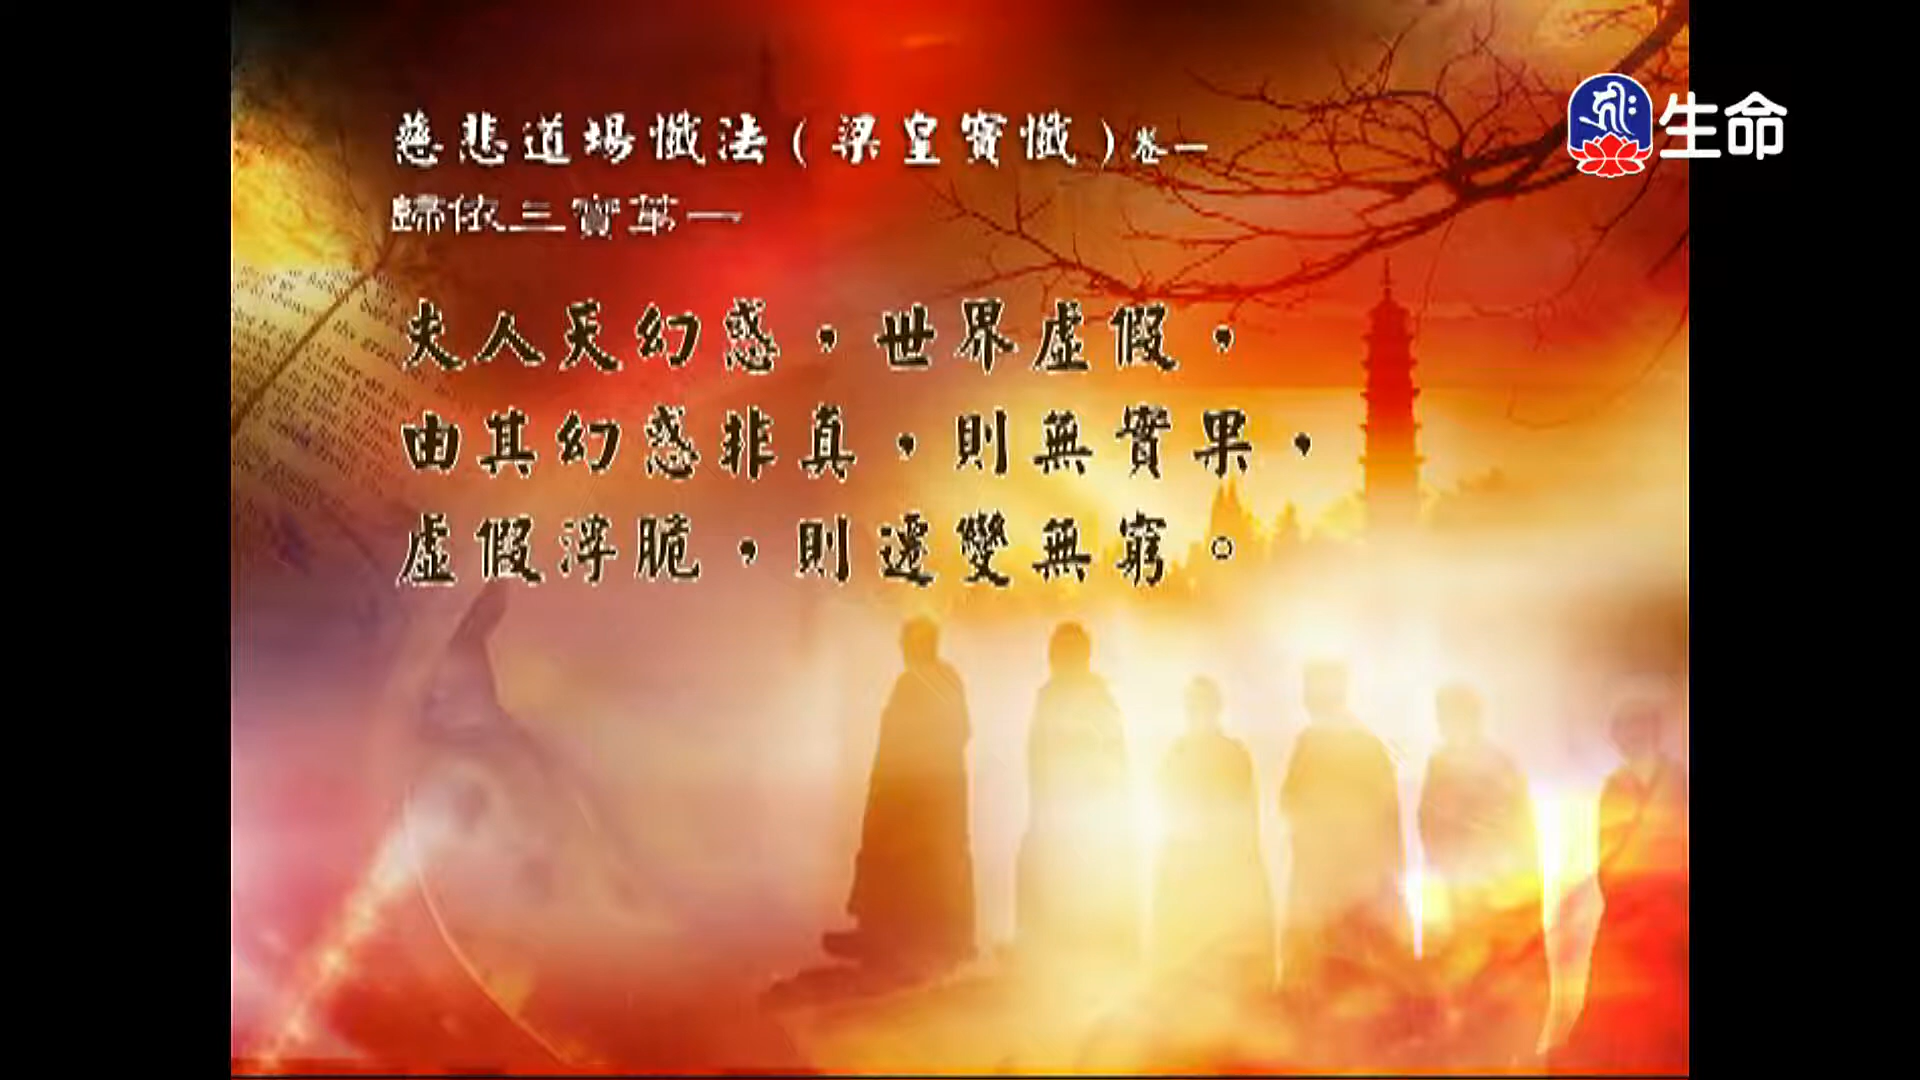 慈悲道場懺法(梁皇寶懺)卷一
生命
歸依三寶第一
夫人天幻惑,世界虛假,
由其幻惑非真,則無實果,
虛假浮脆,則遷變無窮。